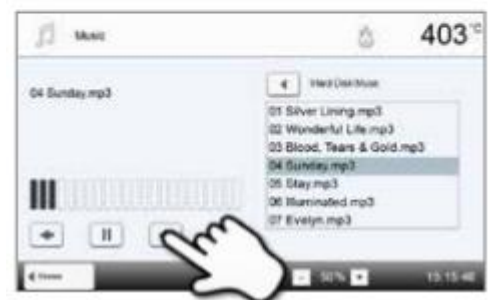 Music
403 °C
04 Sunday.mp3
Hard Disk/Music
01 Silver Lining.mp3
02 Wonderful Life.mp3
03 Blood, Tears & Gold.mp3
04 Sunday.mp3
05 Stay.mp3
06 Illuminated.mp3
07 Evelyn.mp3
Home
- 50% +
15:15:46